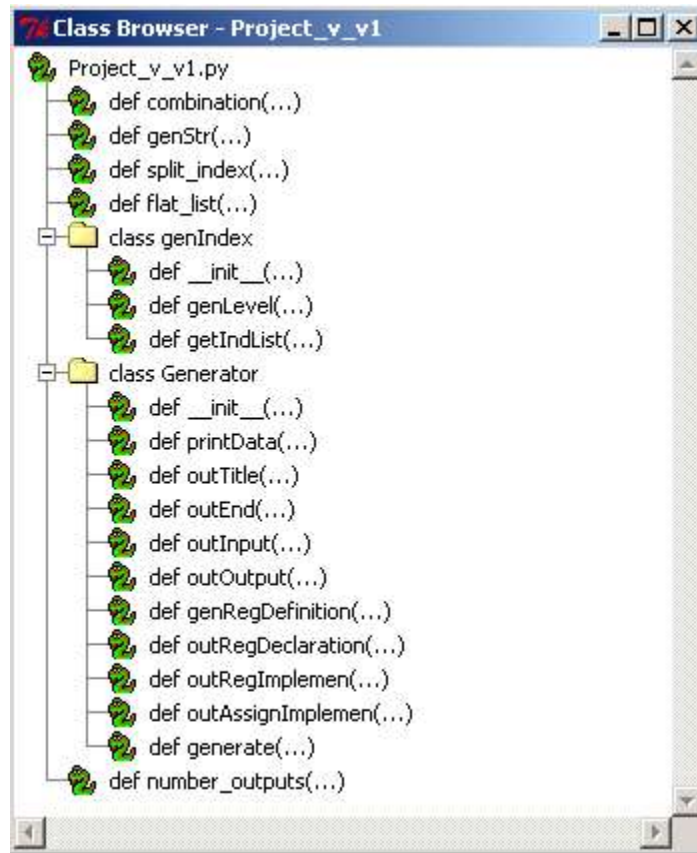 Class Browser - Project_v_v1
Project_v_v1.py
def combination(...)
def genStr(...)
def split_index(...)
def flat_list(...)
class genIndex
def __init__(...)
def genLevel(...)
def getIndList(...)
class Generator
def __init__(...)
def printData(...)
def outTitle(...)
def outEnd(...)
def outInput(...)
def outOutput(...)
def genRegDefinition(...)
def outRegDeclaration(...)
def outRegImplemen(...)
def outAssignImplemen(...)
def generate(...)
def number_outputs(...)